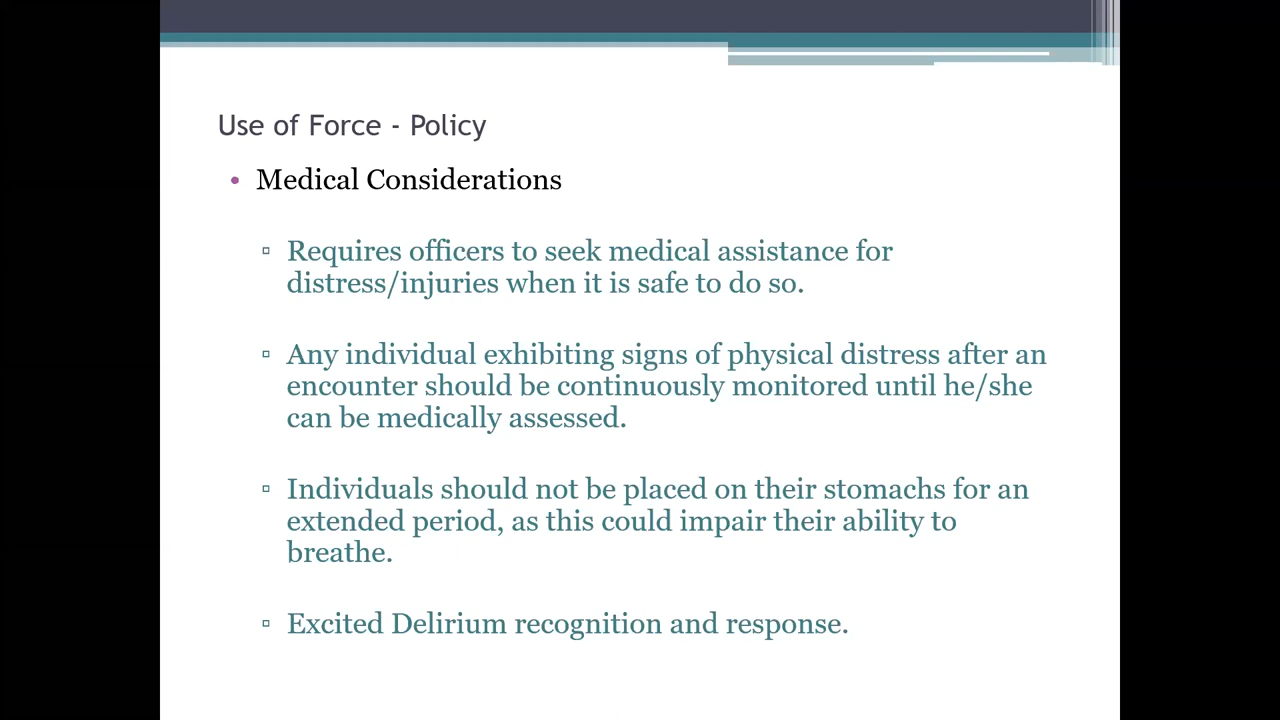 Use of Force - Policy
• Medical Considerations
▫ Requires officers to seek medical assistance for
distress/injuries when it is safe to do so.
▫ Any individual exhibiting signs of physical distress after an
encounter should be continuously monitored until he/she
can be medically assessed.
▫ Individuals should not be placed on their stomachs for an
extended period, as this could impair their ability to
breathe.
▫ Excited Delirium recognition and response.